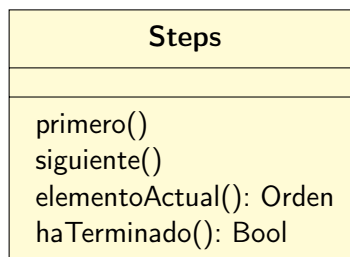 Steps
primero()
siguiente()
elementoActual(): Orden
haTerminado(): Bool